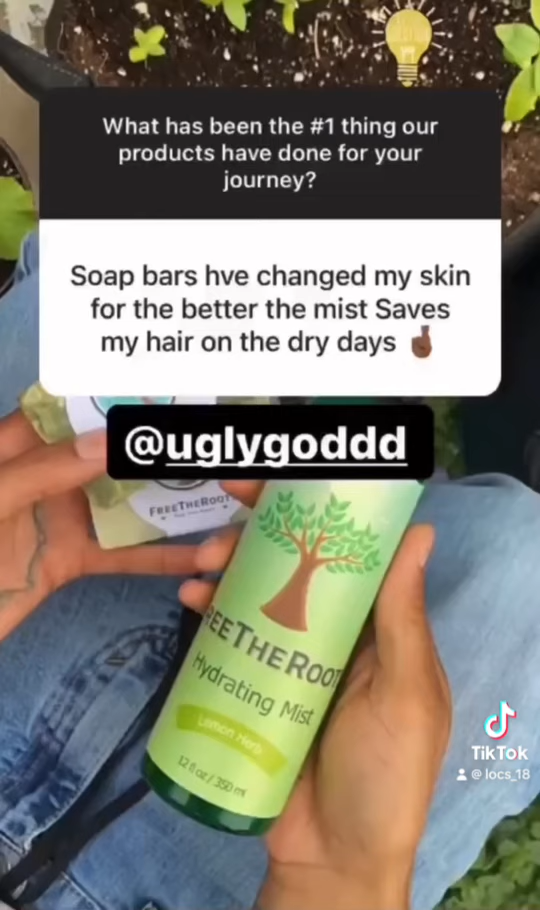 What has been the #1 thing our
products have done for your
journey?
Soap bars hve changed my skin
for the better the mist Saves
my hair on the dry days
@uglygoddd
FREETHEROOT
REETHEROOT
Hydrating Mist
Lemon Herb
12 fl oz / 350 ml
TikTok
@locs_18